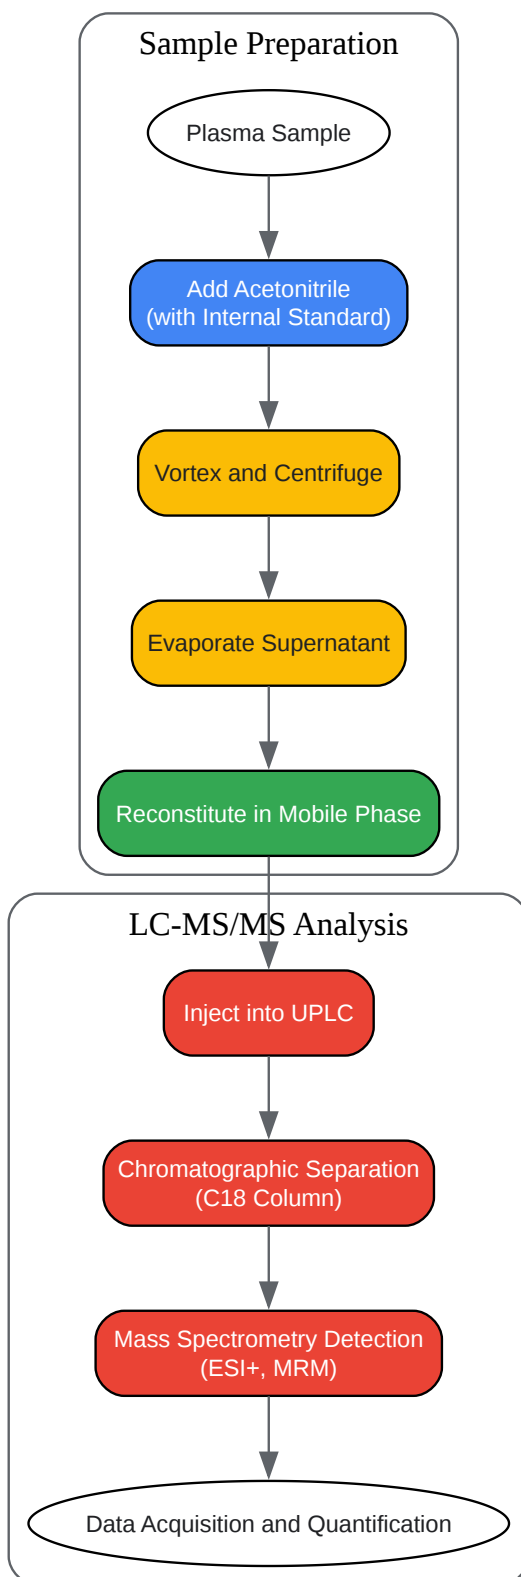 Sample Preparation
Plasma Sample
Add Acetonitrile
(with Internal Standard)
Vortex and Centrifuge
Evaporate Supernatant
Reconstitute in Mobile Phase
LC-MS/MS Analysis
Inject into UPLC
Chromatographic Separation
(C18 Column)
Mass Spectrometry Detection
(ESI+, MRM)
Data Acquisition and Quantification